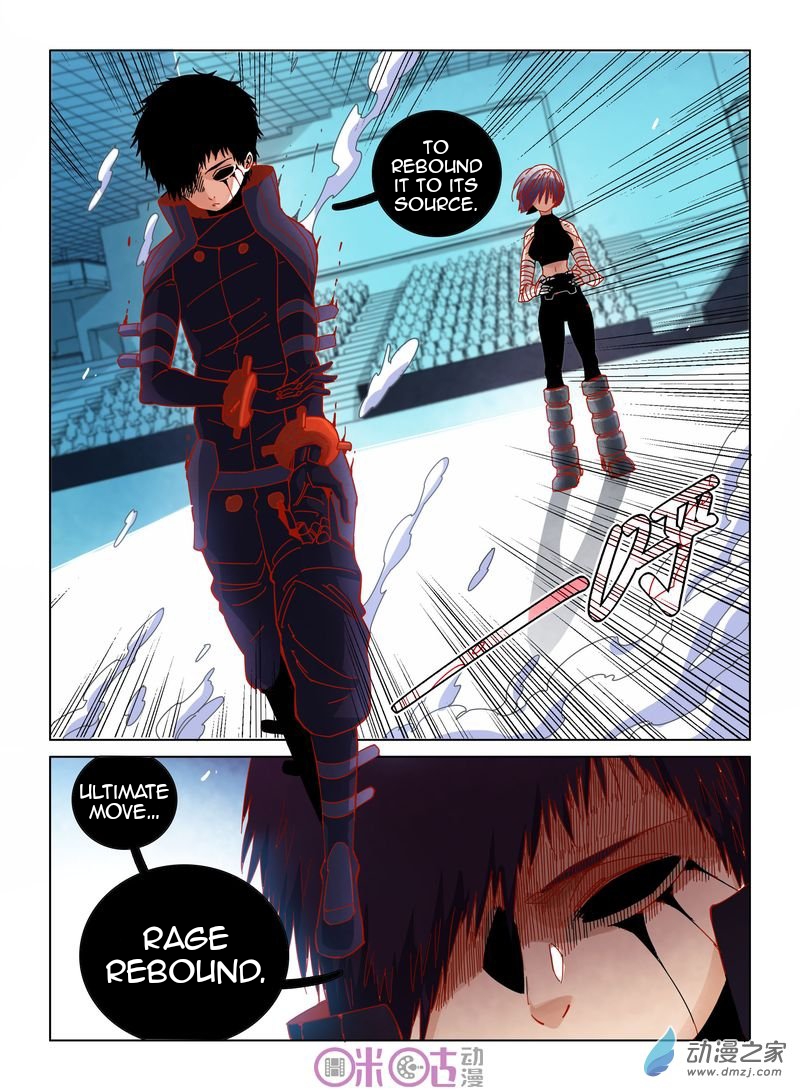 TO
REBOUND
IT TO ITS
SOURCE.
ULTIMATE
MOVE...
RAGE
REBOUND.
咪咕动漫
动漫之家
www.dmzj.com